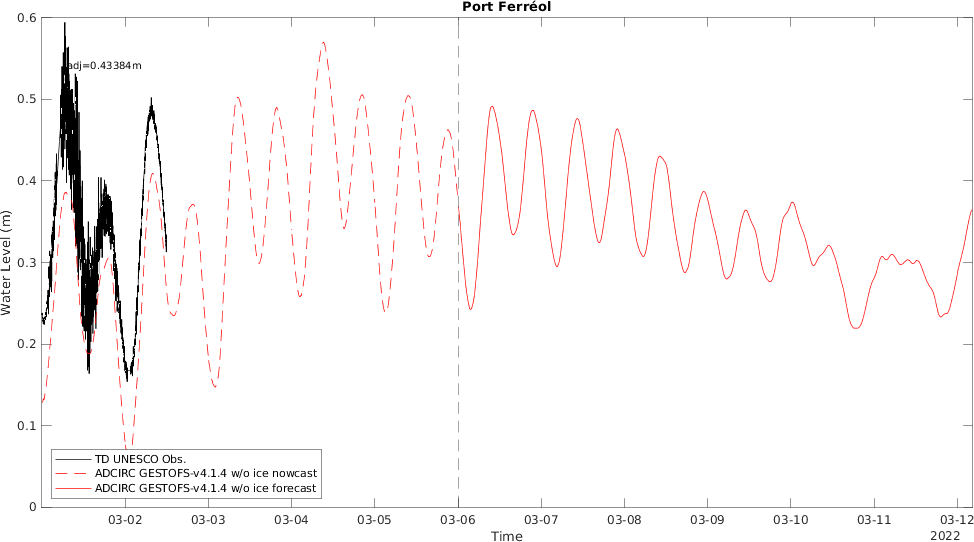 Port Ferréol
0.6
adj=0.43384m
0.5
0.4
0.3
Water Level (m)
0.2
0.1
TD UNESCO Obs.
ADCIRC GESTOFS-v4.1.4 w/o ice nowcast
ADCIRC GESTOFS-v4.1.4 w/o ice forecast
0
03-02 03-03 03-04 03-05 03-06 03-07 03-08 03-09 03-10 03-11 03-12
Time 2022